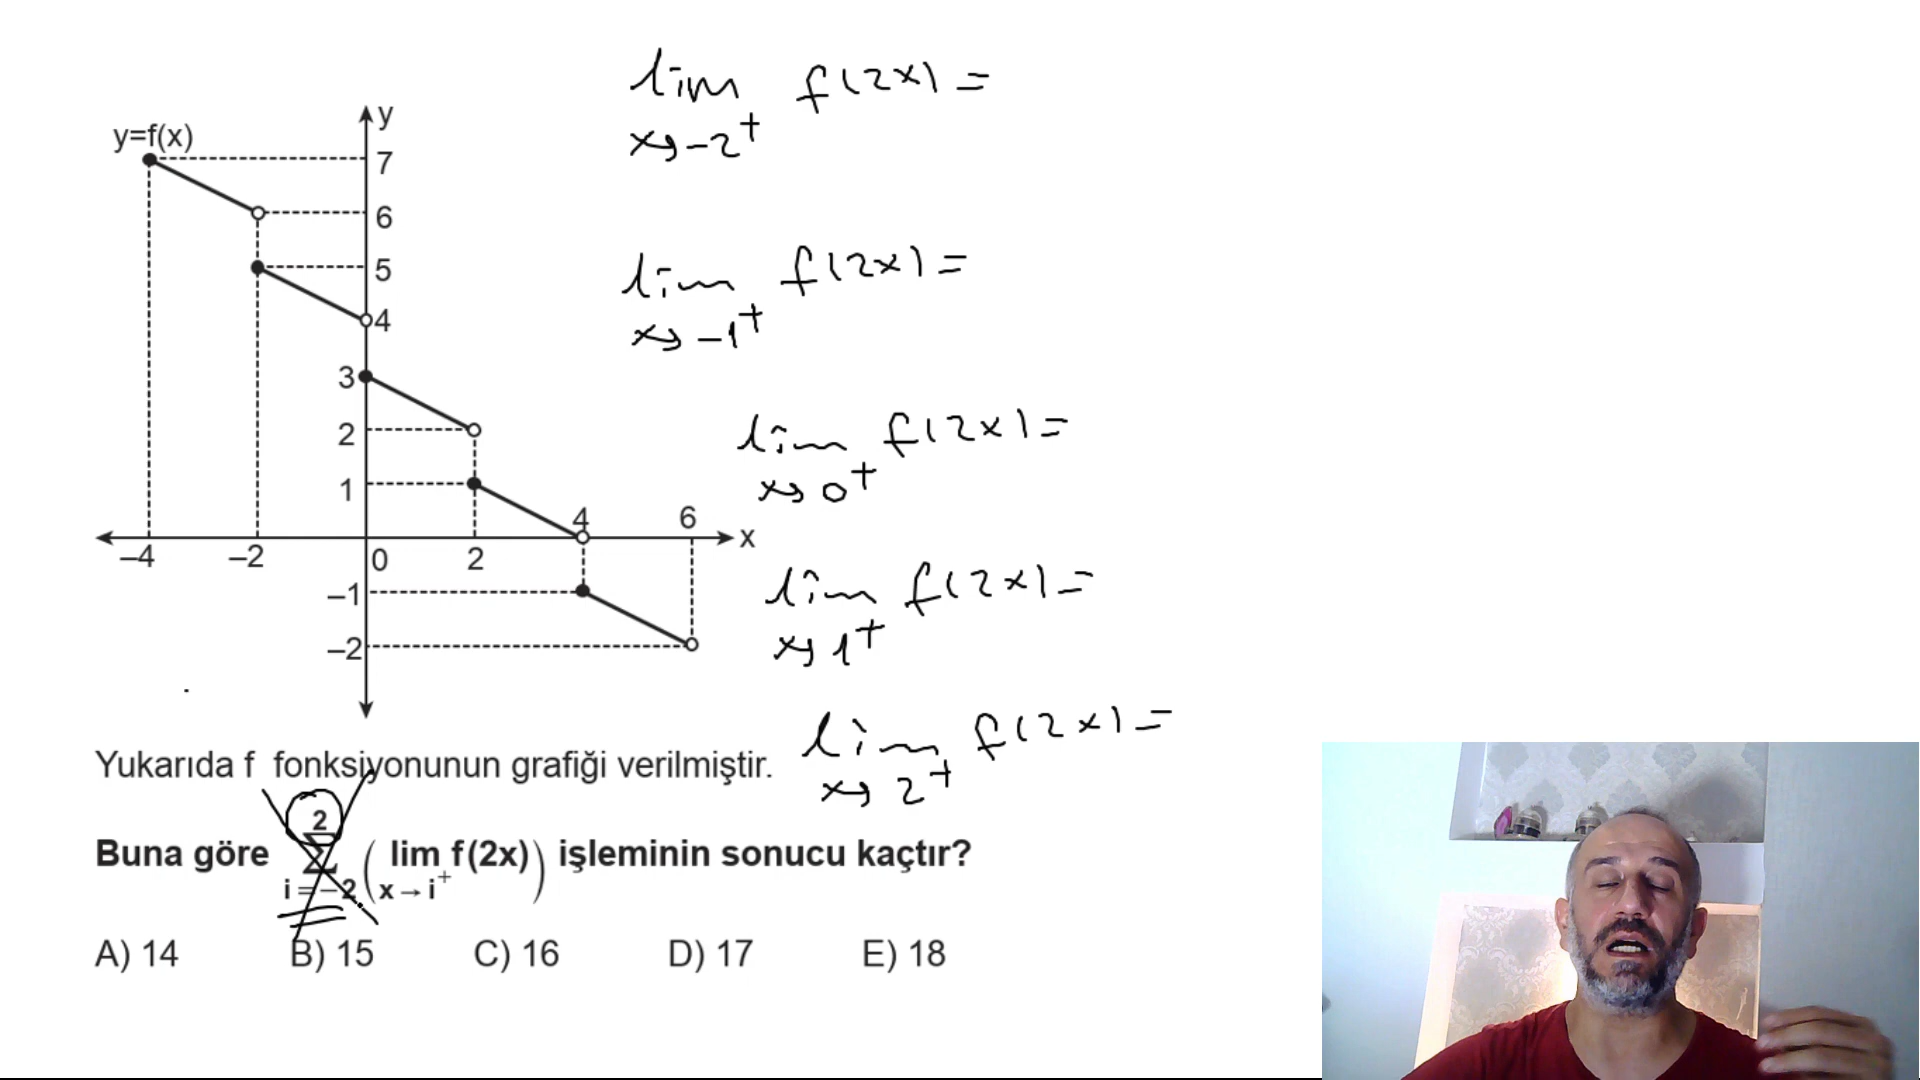 lim f(2x) =
x→-2⁺
y
y=f(x)
7
6
5
4
3
2
1
4
6
x
–4
–2
0
2
–1
–2
lim f(2x) =
x→-1⁺
lim f(2x) =
x→0⁺
lim f(2x) =
x→1⁺
lim f(2x) =
x→2⁺
Yukarıda f fonksiyonunun grafiği verilmiştir.
2
Buna göre Σ ( lim f(2x) ) işleminin sonucu kaçtır?
i = –2 x → i⁺
A) 14 B) 15 C) 16 D) 17 E) 18